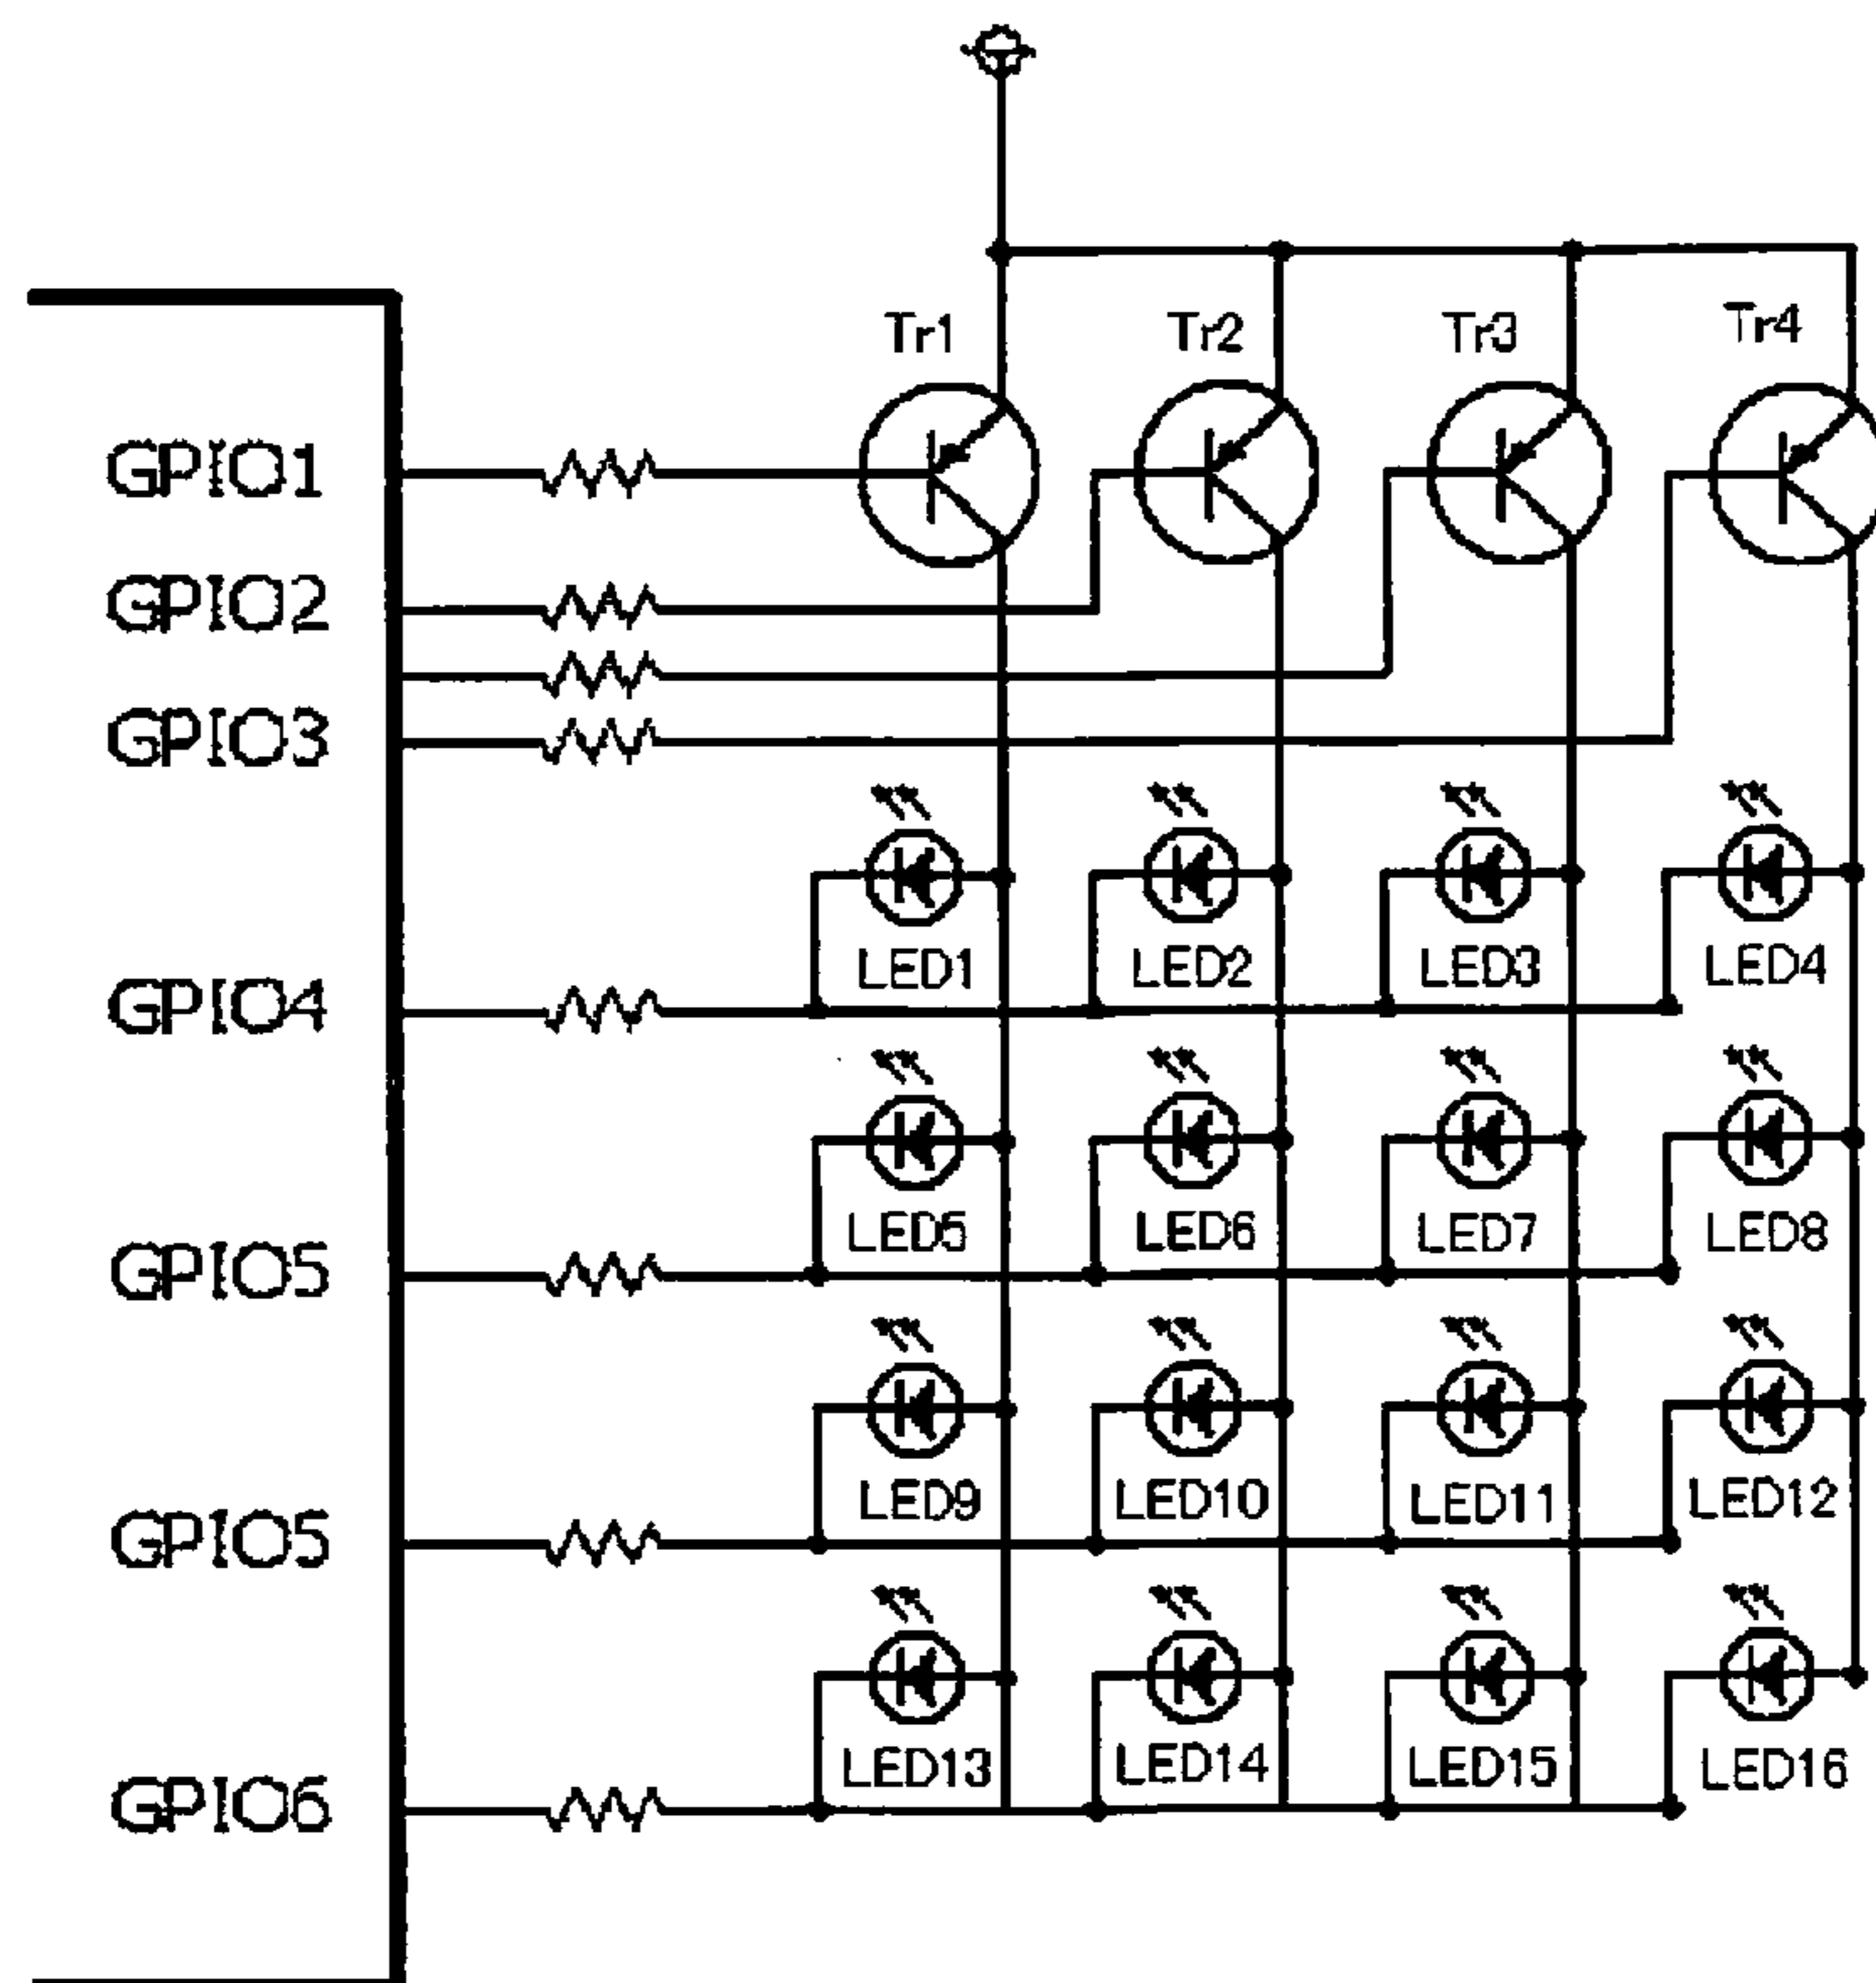 Tr1 Tr2 Tr3 Tr4
GPIO1
GPIO2
GPIO3
LED1 LED2 LED3 LED4
GPIO4
LED5 LED6 LED7 LED8
GPIO5
LED9 LED10 LED11 LED12
GPIO5
LED13 LED14 LED15 LED16
GPIO6